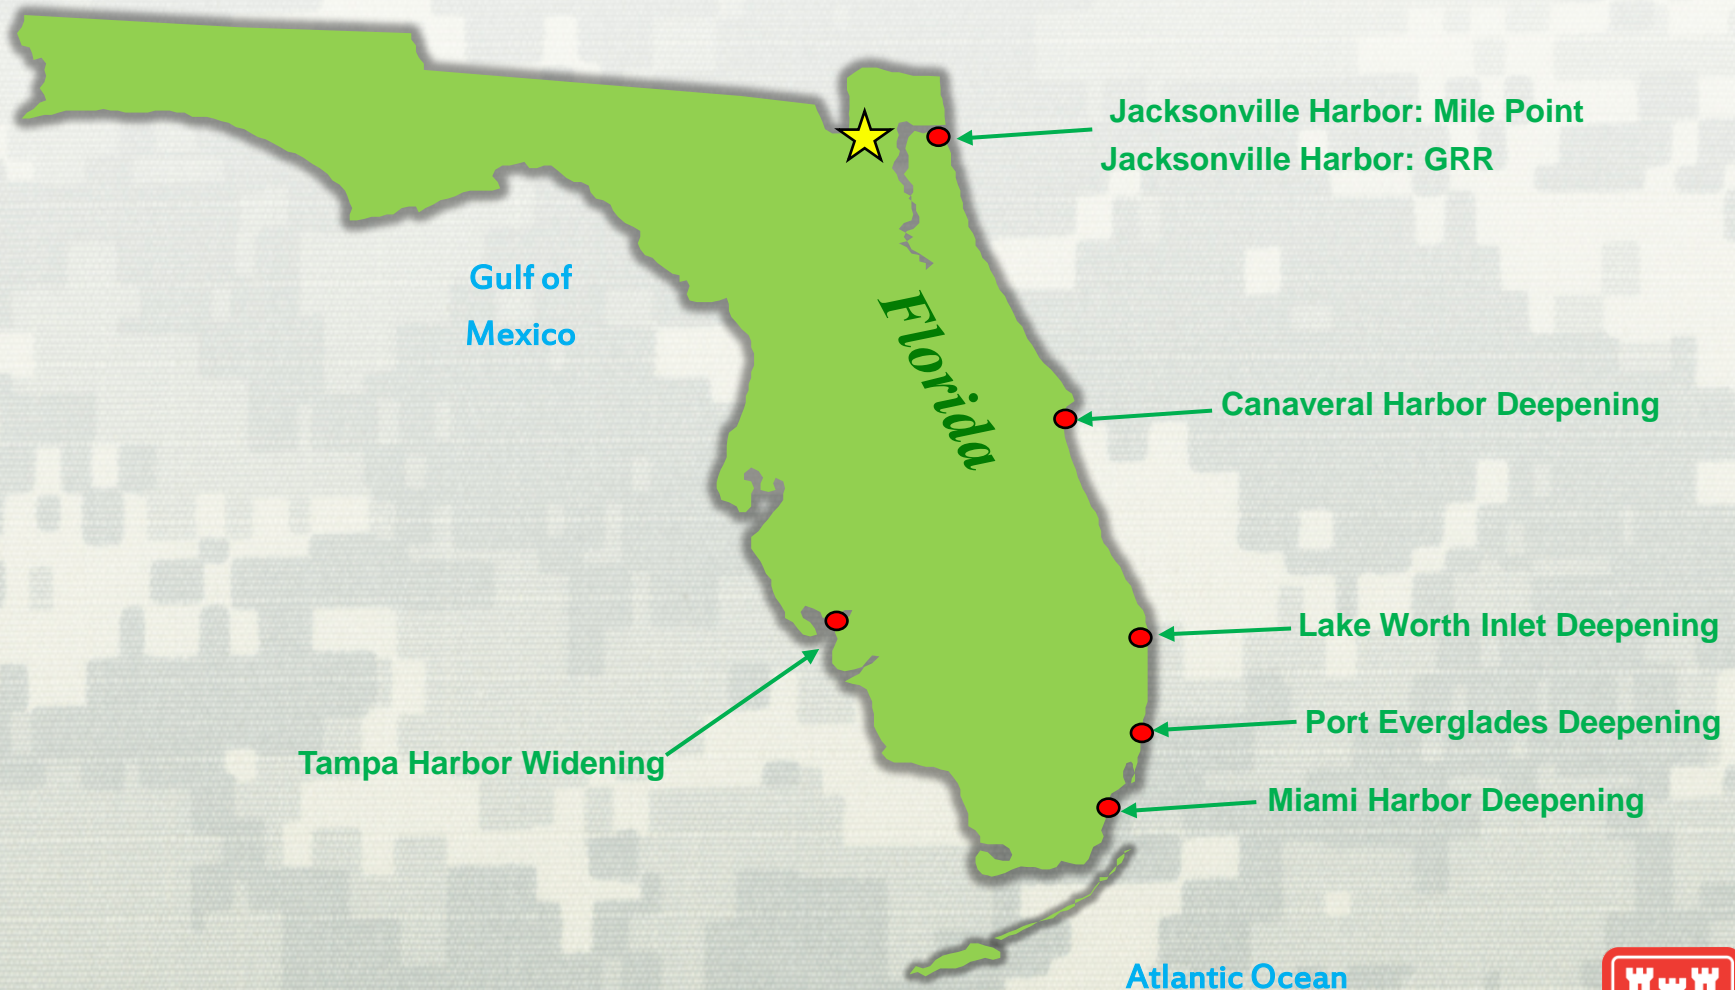 Jacksonville Harbor: Mile Point
Jacksonville Harbor: GRR
Gulf of
Mexico
Florida
Canaveral Harbor Deepening
Lake Worth Inlet Deepening
Port Everglades Deepening
Tampa Harbor Widening
Miami Harbor Deepening
Atlantic Ocean